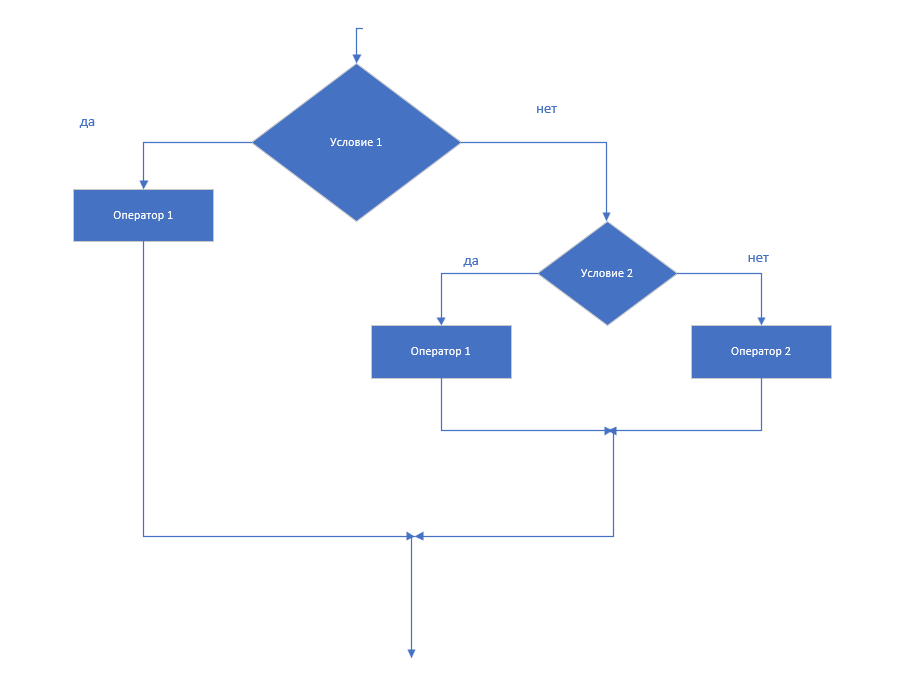 нет
да
Условие 1
Оператор 1
нет
да
Условие 2
Оператор 1
Оператор 2